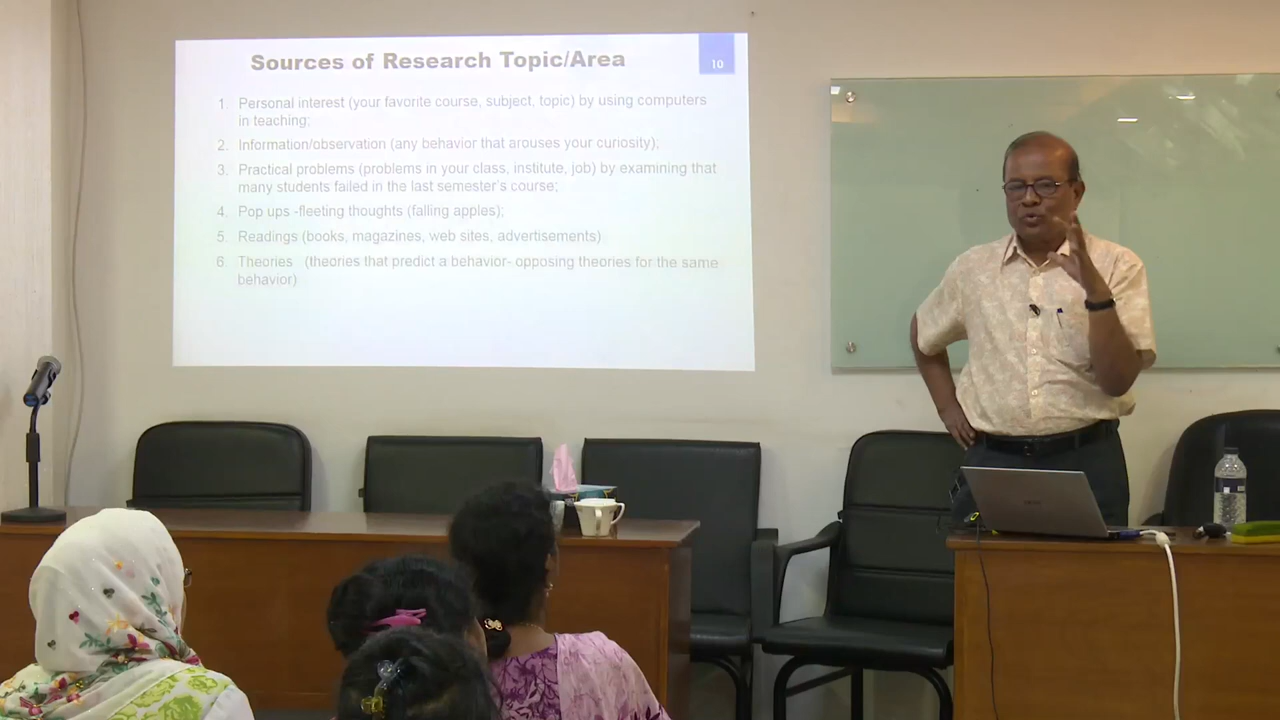 Sources of Research Topic/Area
10
1. Personal interest (your favorite course, subject, topic) by using computers
in teaching;
2. Information/observation (any behavior that arouses your curiosity);
3. Practical problems (problems in your class, institute, job) by examining that
many students failed in the last semester's course;
4. Pop ups -fleeting thoughts (falling apples);
5. Readings (books, magazines, web sites, advertisements)
6. Theories (theories that predict a behavior- opposing theories for the same
behavior)